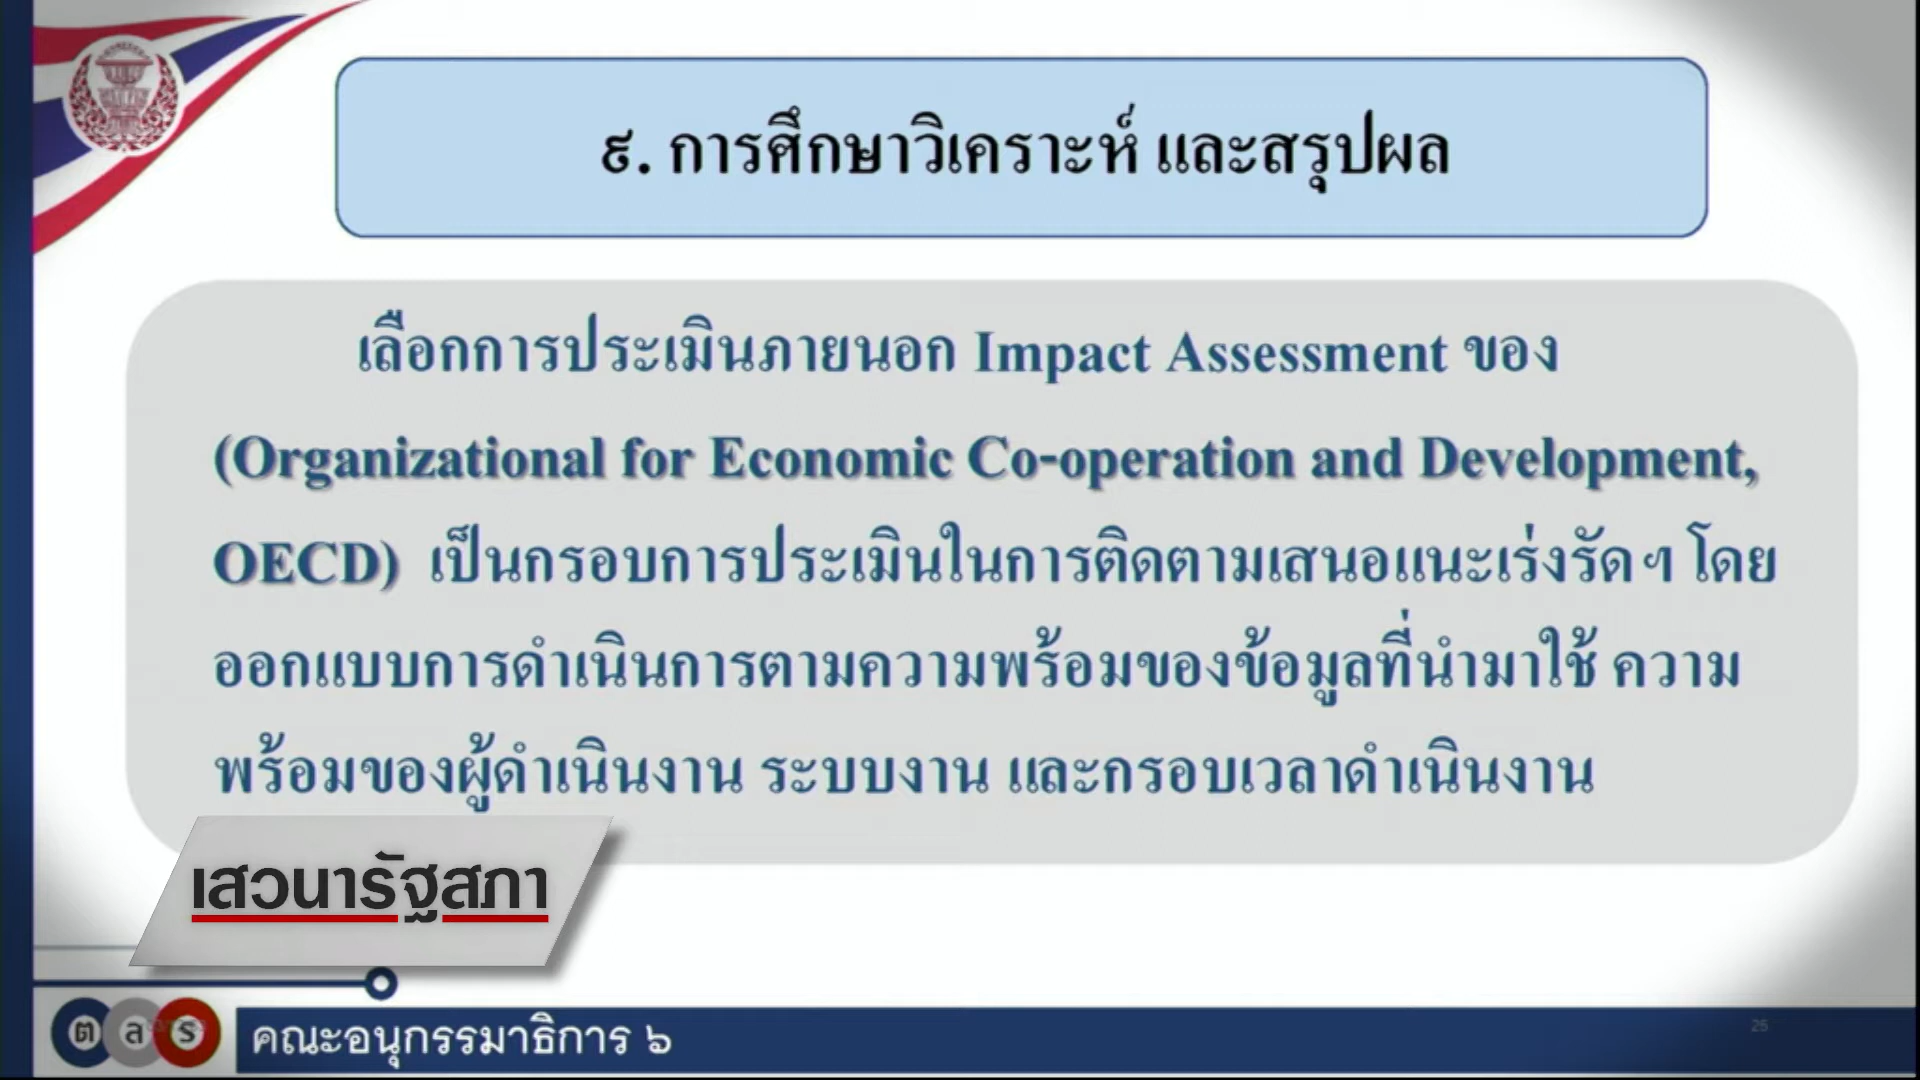 ๙. การศึกษาวิเคราะห์ และสรุปผล
เลือกการประเมินภายนอก Impact Assessment ของ
(Organizational for Economic Co-operation and Development,
OECD) เป็นกรอบการประเมินในการติดตามเสนอแนะเร่งรัดฯ โดย
ออกแบบการดำเนินการตามความพร้อมของข้อมูลที่นำมาใช้ ความ
พร้อมของผู้ดำเนินงาน ระบบงาน และกรอบเวลาดำเนินงาน
เสวนารัฐสภา
ต ส ร
คณะอนุกรรมาธิการ ๖